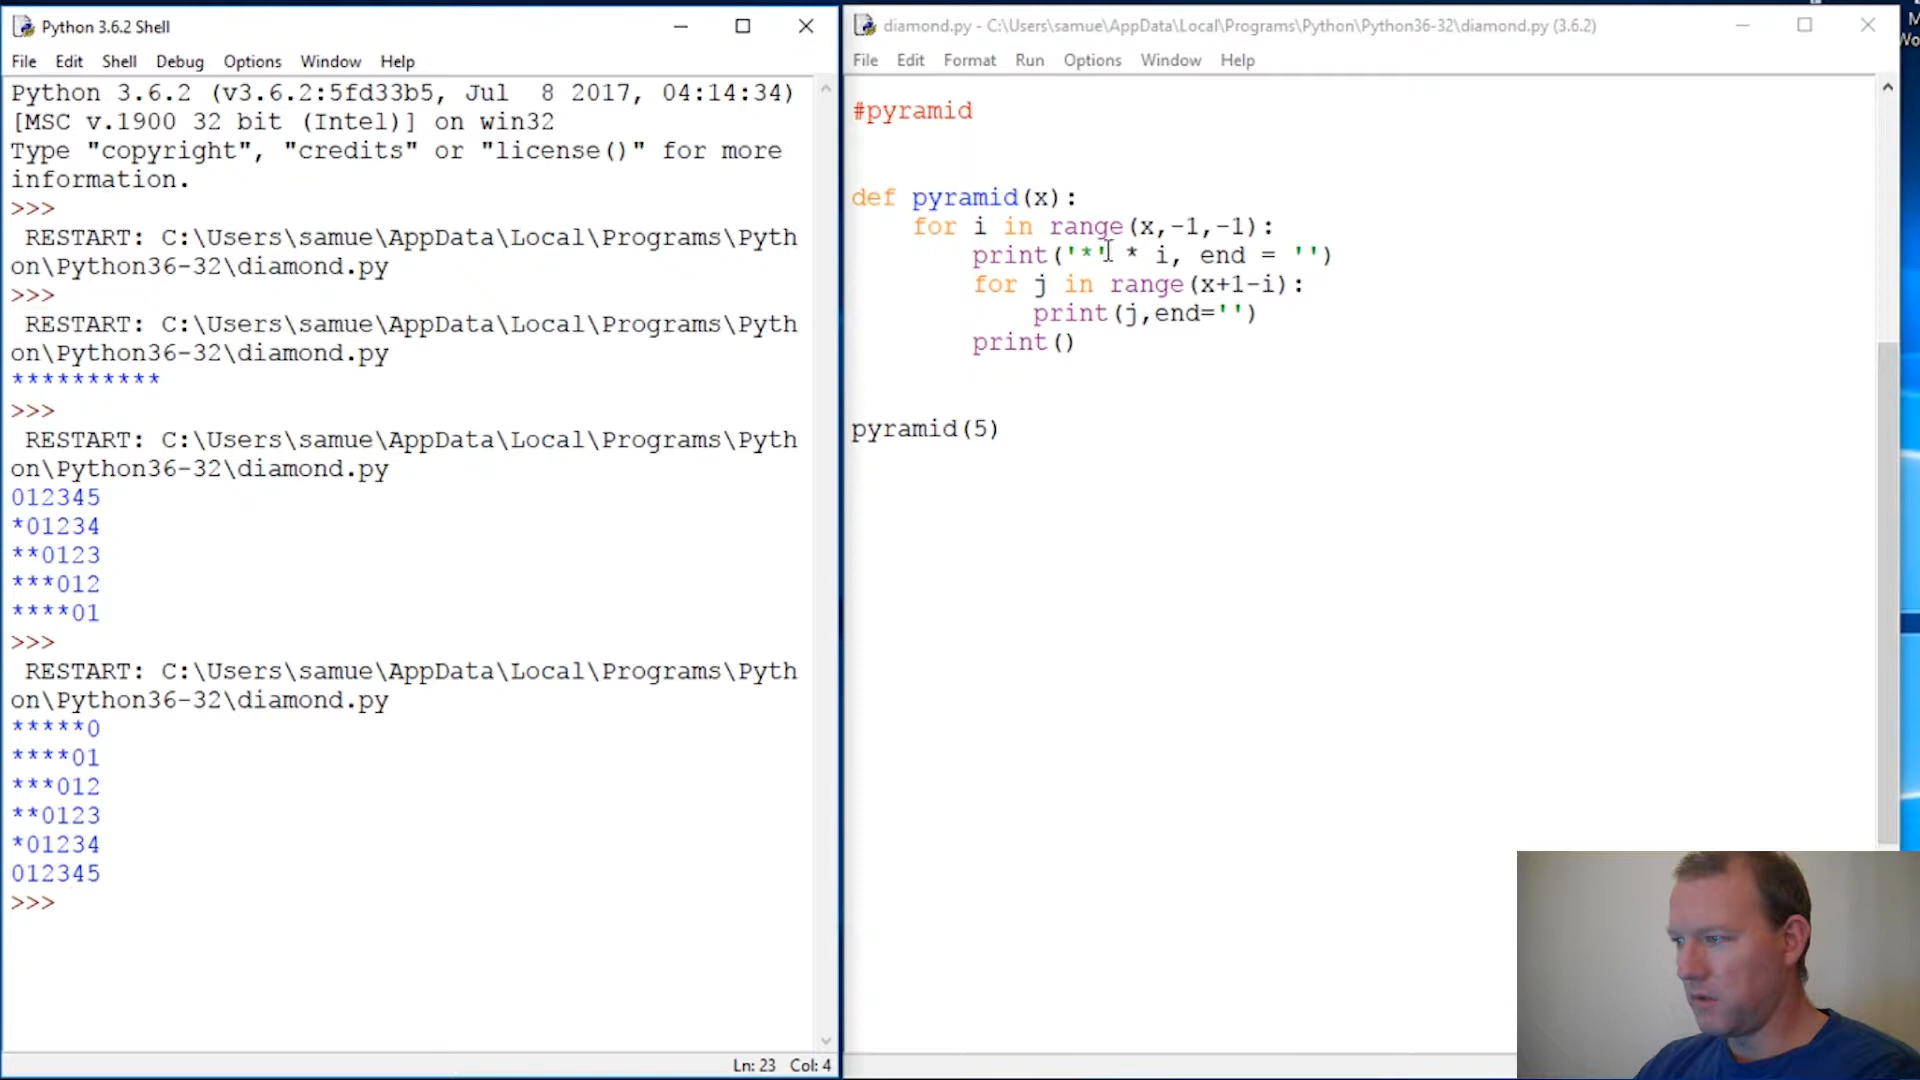 Python 3.6.2 Shell
File Edit Shell Debug Options Window Help
Python 3.6.2 (v3.6.2:5fd33b5, Jul  8 2017, 04:14:34)
[MSC v.1900 32 bit (Intel)] on win32
Type "copyright", "credits" or "license()" for more
information.
>>>
RESTART: C:\Users\samue\AppData\Local\Programs\Pyth
on\Python36-32\diamond.py
>>>
RESTART: C:\Users\samue\AppData\Local\Programs\Pyth
on\Python36-32\diamond.py
**********
>>>
RESTART: C:\Users\samue\AppData\Local\Programs\Pyth
on\Python36-32\diamond.py
012345
*01234
**0123
***012
****01
>>>
RESTART: C:\Users\samue\AppData\Local\Programs\Pyth
on\Python36-32\diamond.py
*****0
****01
***012
**0123
*01234
012345
>>>
Ln: 23 Col: 4
diamond.py - C:\Users\samue\AppData\Local\Programs\Python\Python36-32\diamond.py (3.6.2)
File Edit Format Run Options Window Help
#pyramid
def pyramid(x):
    for i in range(x,-1,-1):
        print('*' * i, end = '')
        for j in range(x+1-i):
            print(j,end='')
        print()
pyramid(5)